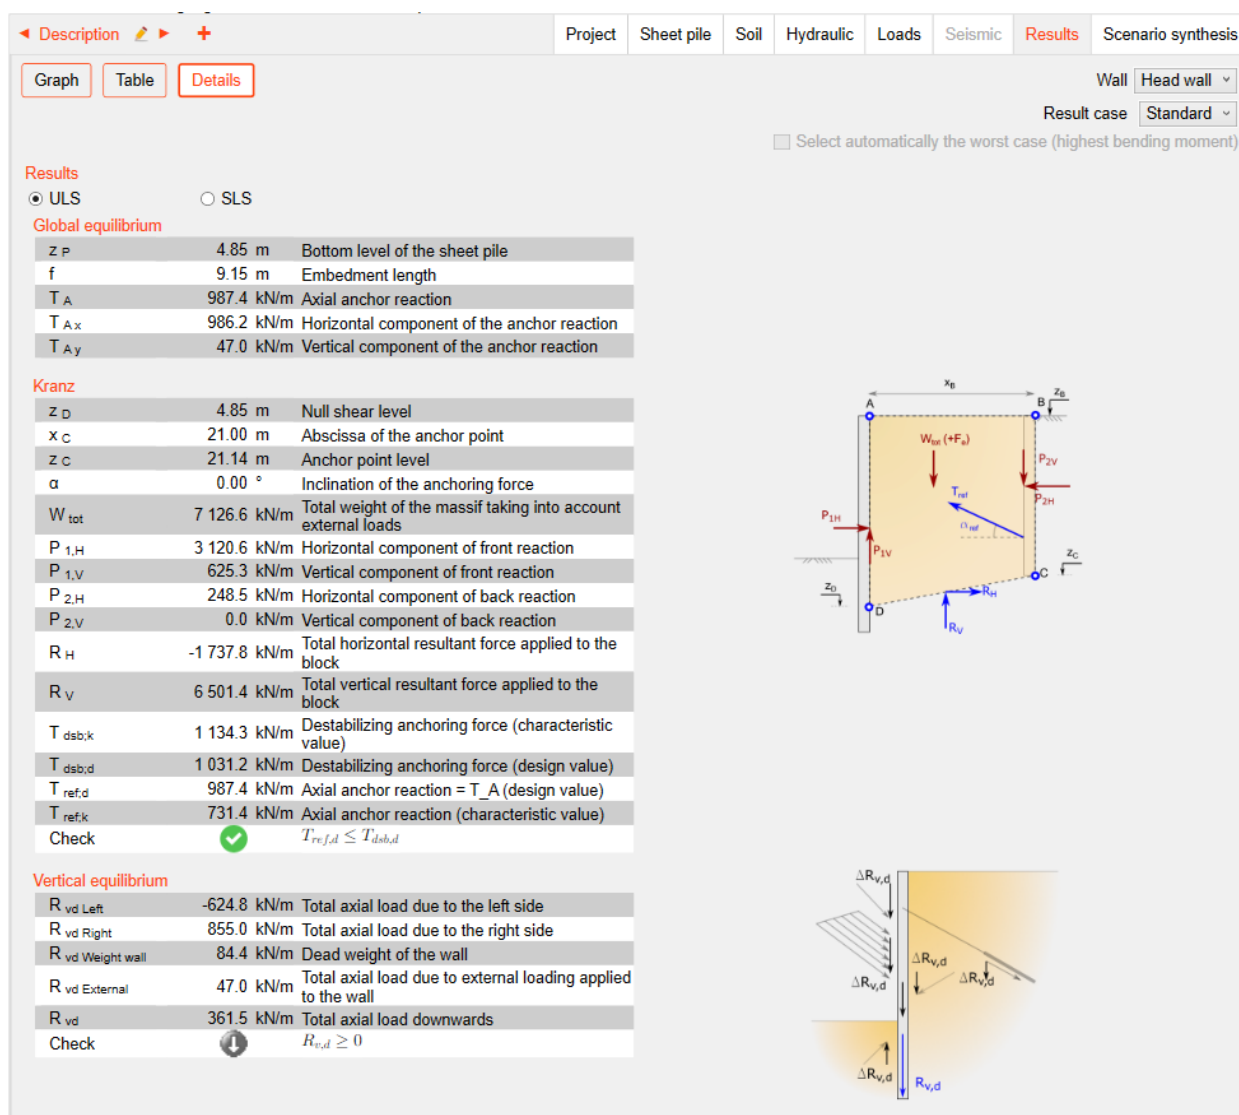 Description
Project Sheet pile Soil Hydraulic Loads Seismic Results Scenario synthesis
Graph Table Details
Wall Head wall
Result case Standard
Select automatically the worst case (highest bending moment)
Results
ULS SLS
Global equilibrium
z P 4.85 m Bottom level of the sheet pile
f 9.15 m Embedment length
T A 987.4 kN/m Axial anchor reaction
T A x 986.2 kN/m Horizontal component of the anchor reaction
T A y 47.0 kN/m Vertical component of the anchor reaction
Kranz
z D 4.85 m Null shear level
x C 21.00 m Abscissa of the anchor point
z C 21.14 m Anchor point level
α 0.00 ° Inclination of the anchoring force
W tot 7 126.6 kN/m Total weight of the massif taking into account
external loads
P 1,H 3 120.6 kN/m Horizontal component of front reaction
P 1,V 625.3 kN/m Vertical component of front reaction
P 2,H 248.5 kN/m Horizontal component of back reaction
P 2,V 0.0 kN/m Vertical component of back reaction
R H -1 737.8 kN/m Total horizontal resultant force applied to the
block
R V 6 501.4 kN/m Total vertical resultant force applied to the
block
T dsb;k 1 134.3 kN/m Destabilizing anchoring force (characteristic
value)
T dsb;d 1 031.2 kN/m Destabilizing anchoring force (design value)
T ref;d 987.4 kN/m Axial anchor reaction = T_A (design value)
T ref;k 731.4 kN/m Axial anchor reaction (characteristic value)
Check T ref,d ≤ T dsb,d
x B
A
B
z B
W tot (+F e)
P 2V
T ref
P 2H
P 1H
α ref
P 1V
z C
z D
C
R H
D
R V
Vertical equilibrium
R vd Left -624.8 kN/m Total axial load due to the left side
R vd Right 855.0 kN/m Total axial load due to the right side
R vd Weight wall 84.4 kN/m Dead weight of the wall
R vd External 47.0 kN/m Total axial load due to external loading applied
to the wall
R vd 361.5 kN/m Total axial load downwards
Check R v,d ≥ 0
ΔR v,d
ΔR v,d
ΔR v,d
ΔR v,d
ΔR v,d
R v,d